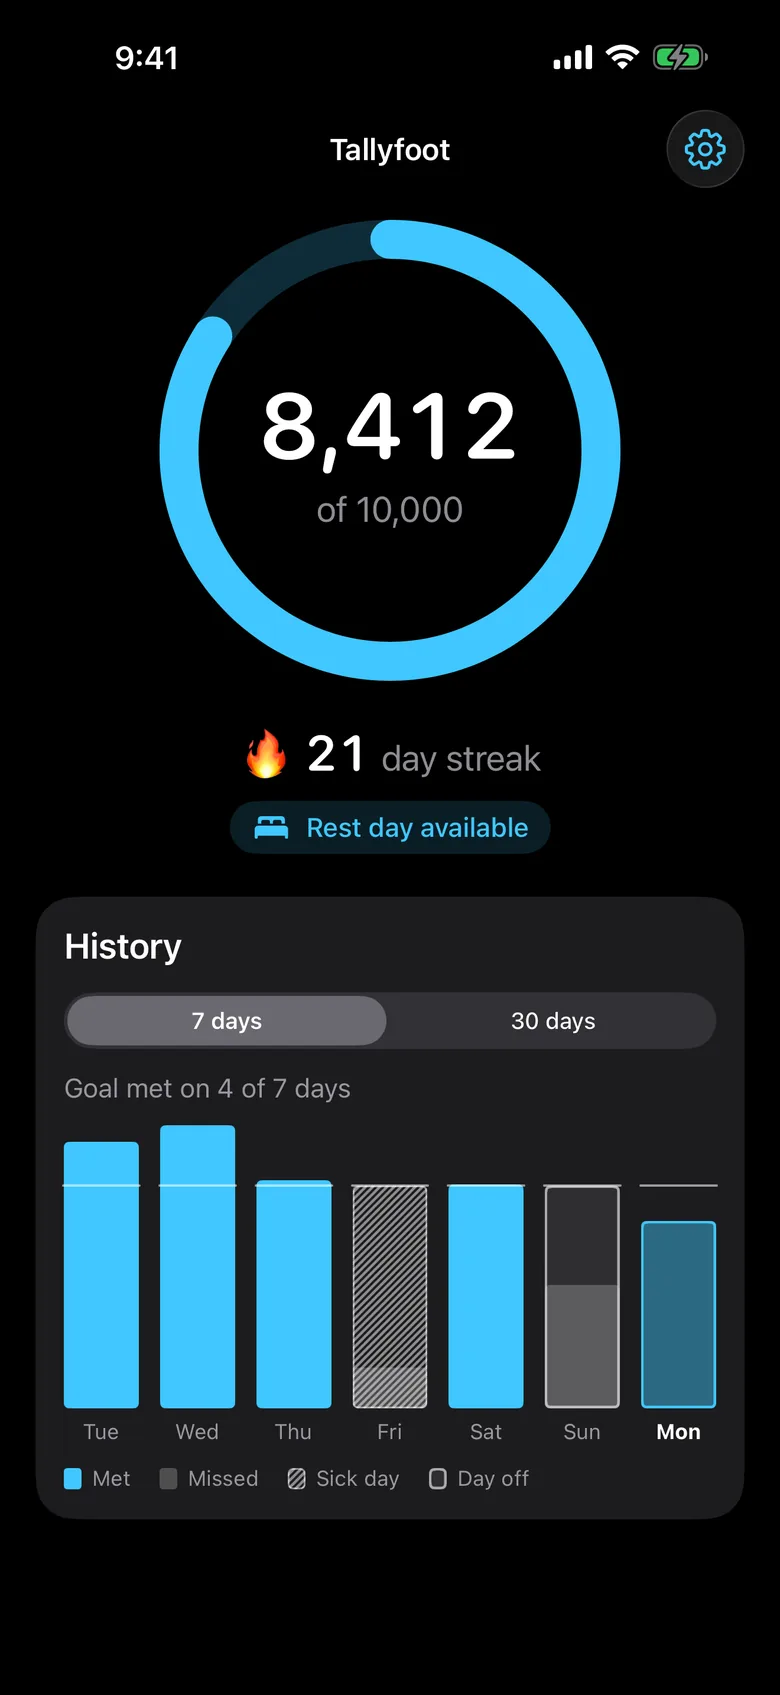 9:41
Tallyfoot
8,412
of 10,000
21 day streak
Rest day available
History
7 days 30 days
Goal met on 4 of 7 days
Tue Wed Thu Fri Sat Sun Mon
Met Missed Sick day Day off